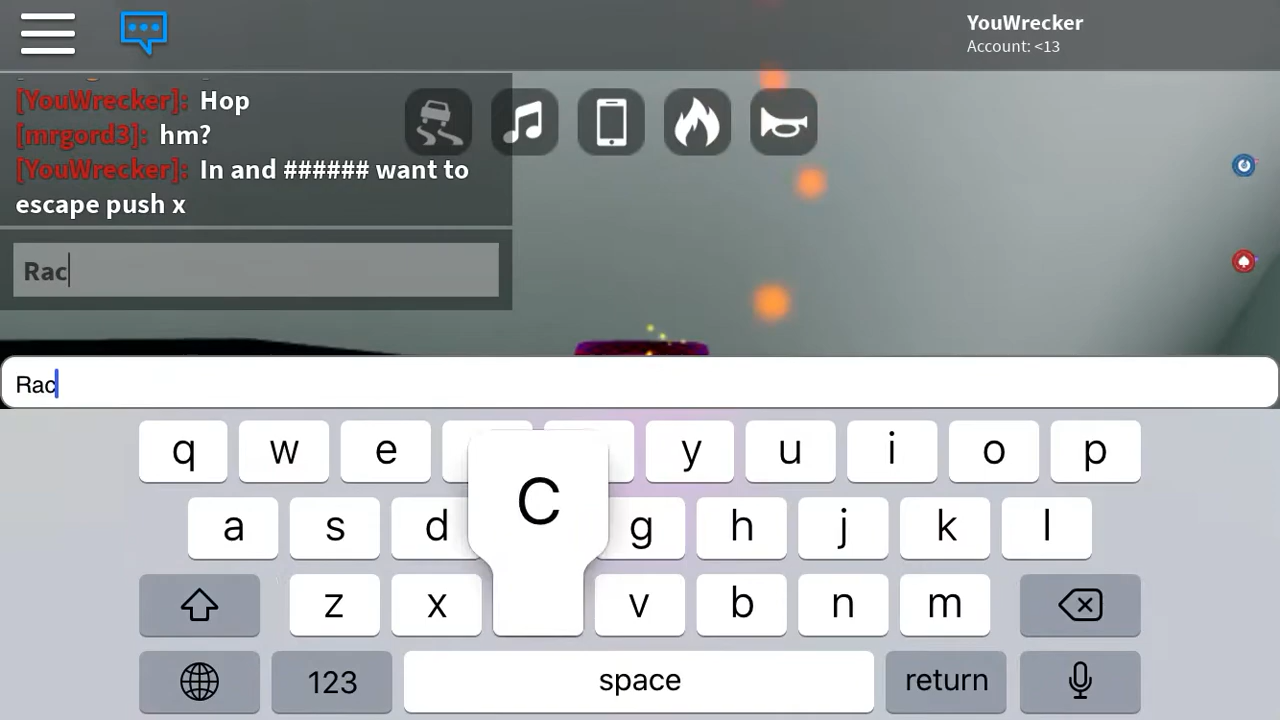 YouWrecker
Account: <13
[YouWrecker]: Hop
[mrgord3]: hm?
[YouWrecker]: In and ###### want to
escape push x
Rac
Rac
q w e y u i o p
a s d g h j k l
C
z x v b n m
123 space return